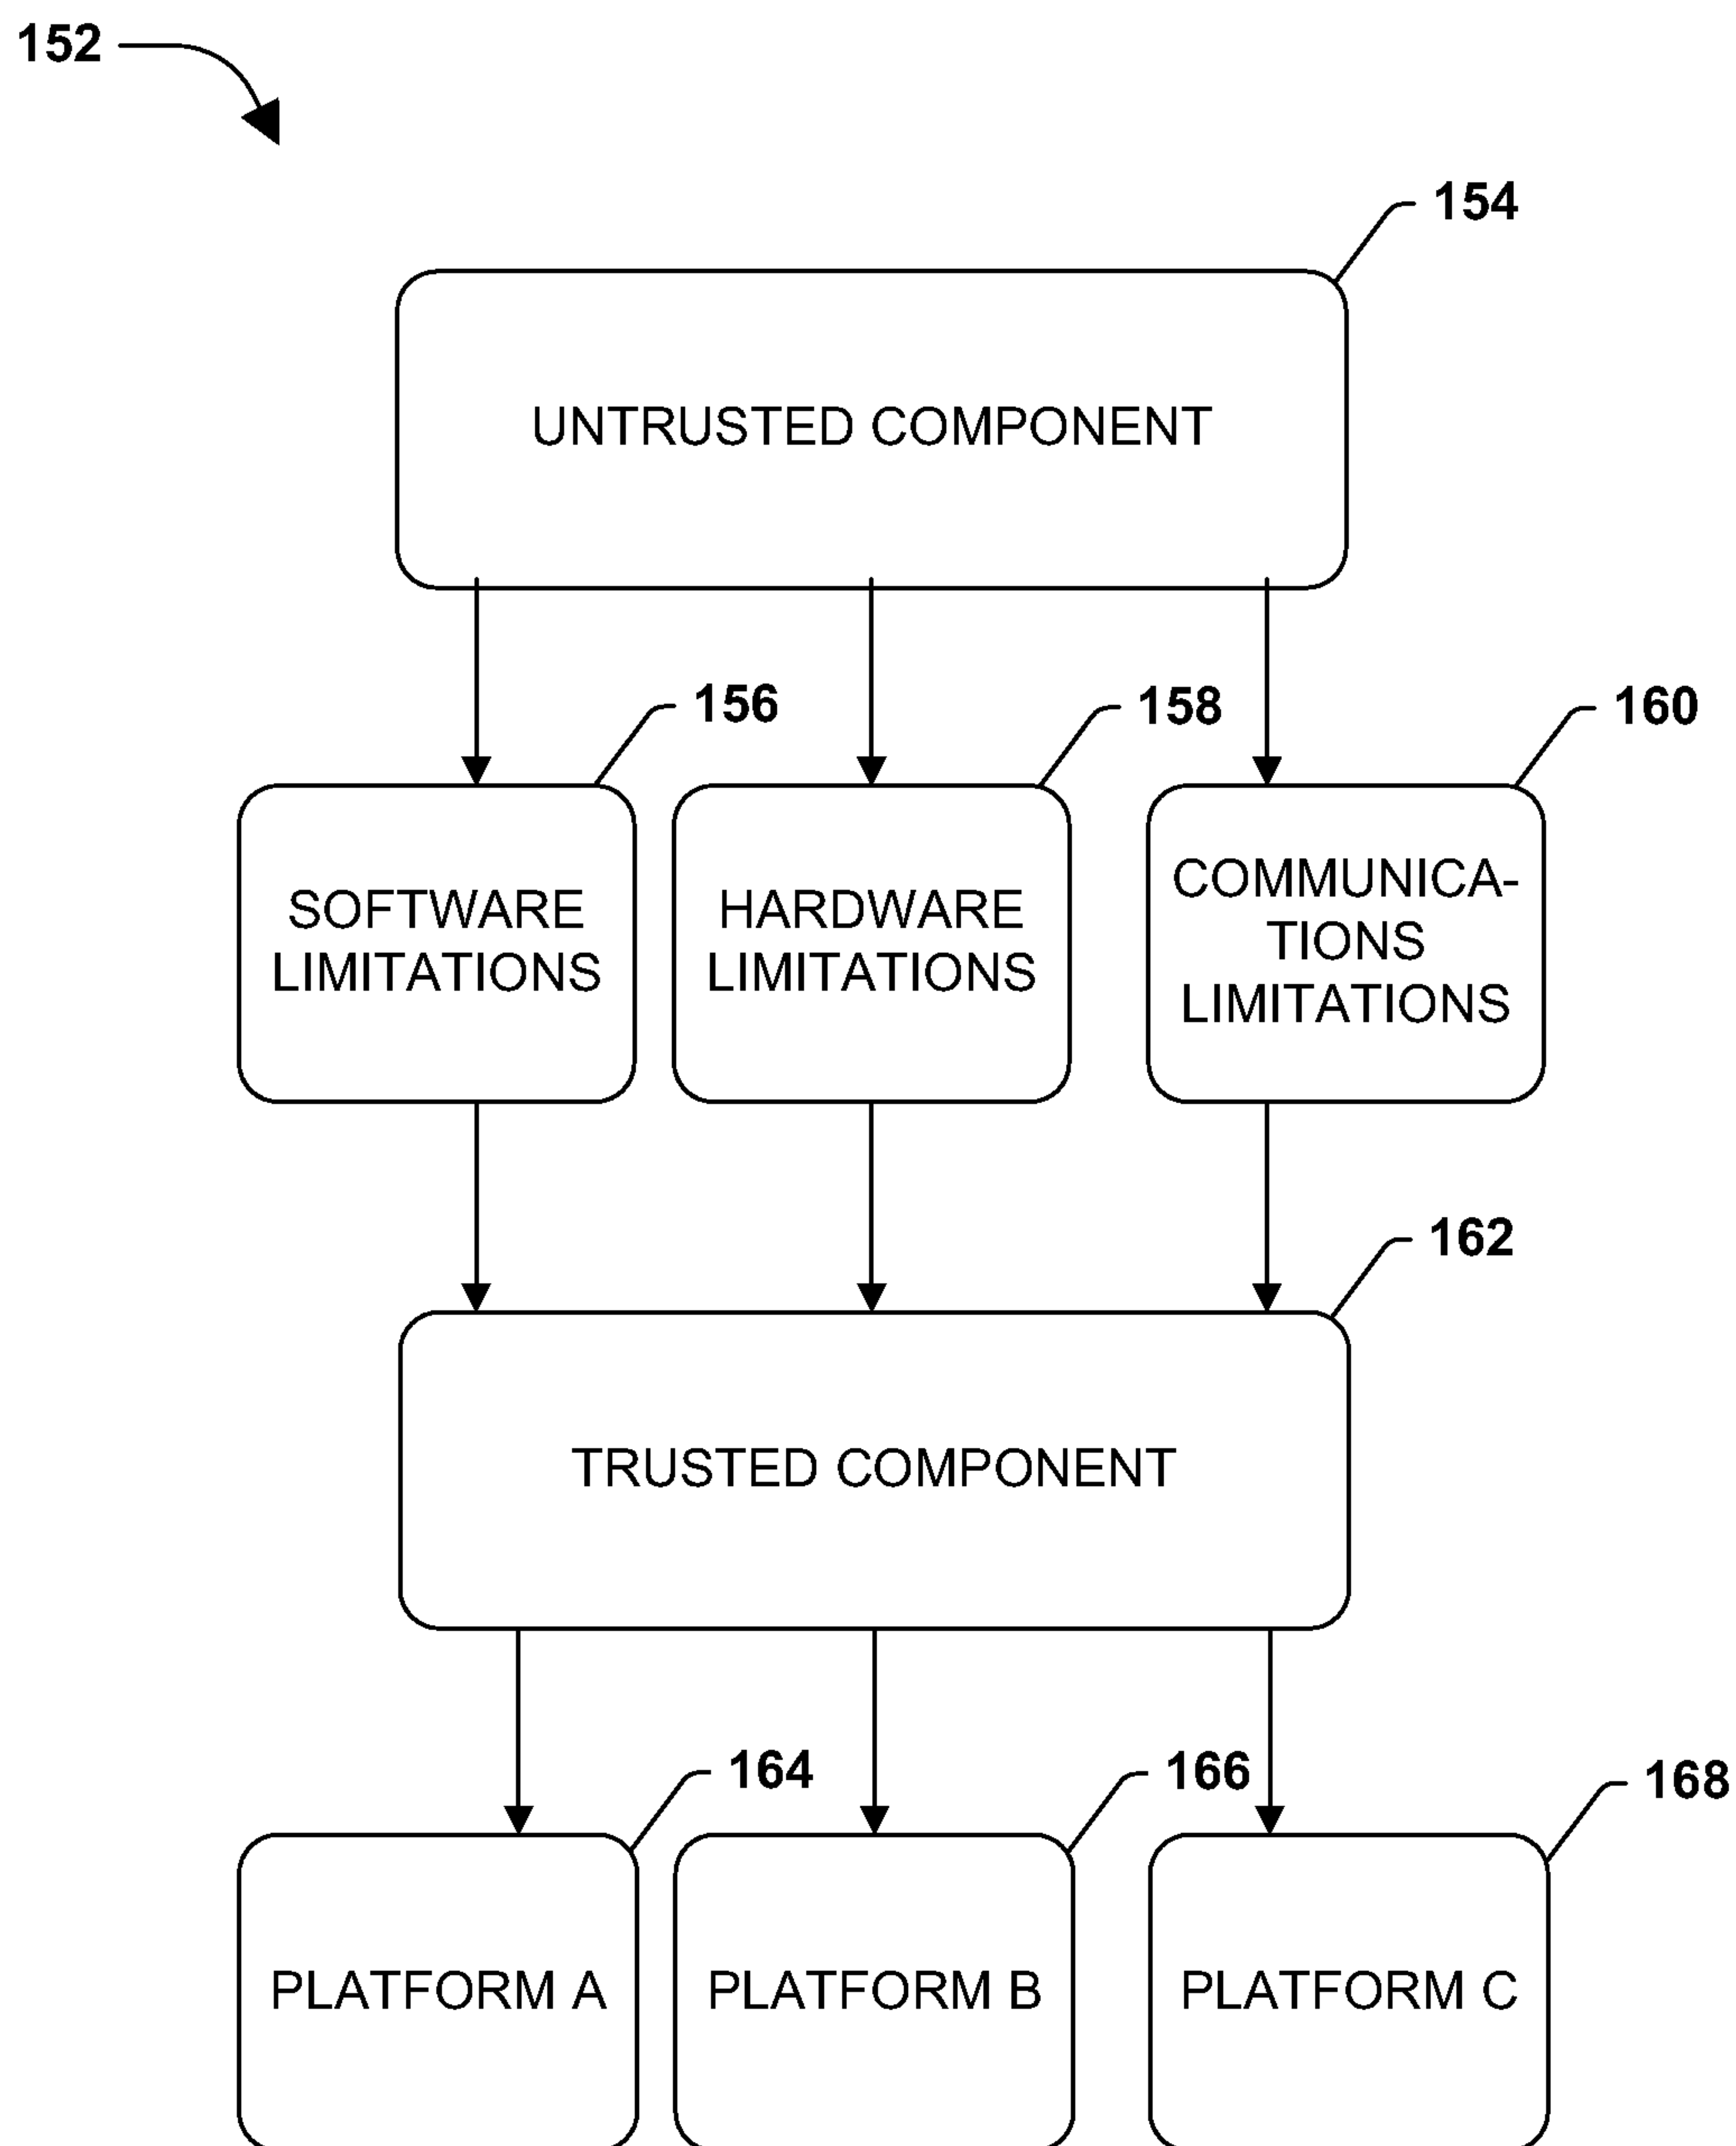 152
154
UNTRUSTED COMPONENT
156
158
160
SOFTWARE
LIMITATIONS
HARDWARE
LIMITATIONS
COMMUNICA-
TIONS
LIMITATIONS
162
TRUSTED COMPONENT
164
166
168
PLATFORM A
PLATFORM B
PLATFORM C